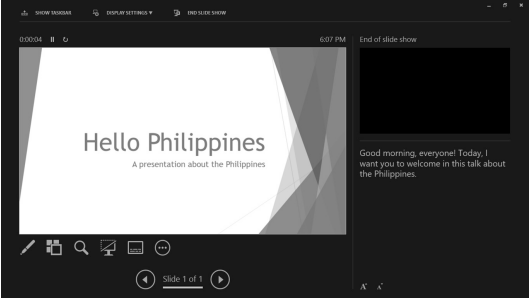 SHOW TASKBAR DISPLAY SETTINGS ▼ END SLIDE SHOW
0:00:04 6:07 PM End of slide show
Hello Philippines
A presentation about the Philippines
Good morning, everyone! Today, I
want you to welcome in this talk about
the Philippines.
Slide 1 of 1
A A